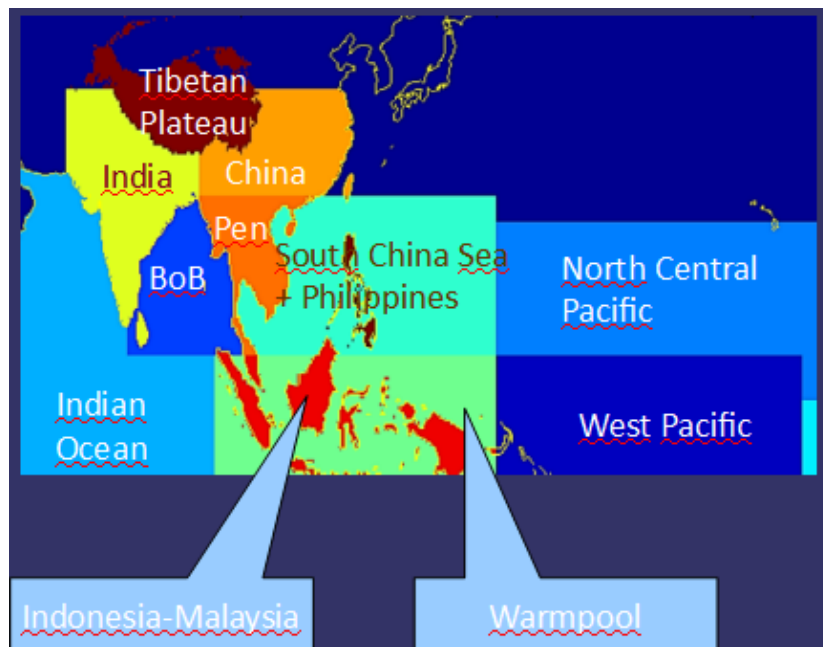 Tibetan
Plateau
India
China
Pen
BoB
South China Sea
+ Philippines
North Central
Pacific
Indian
Ocean
West Pacific
Indonesia-Malaysia
Warmpool